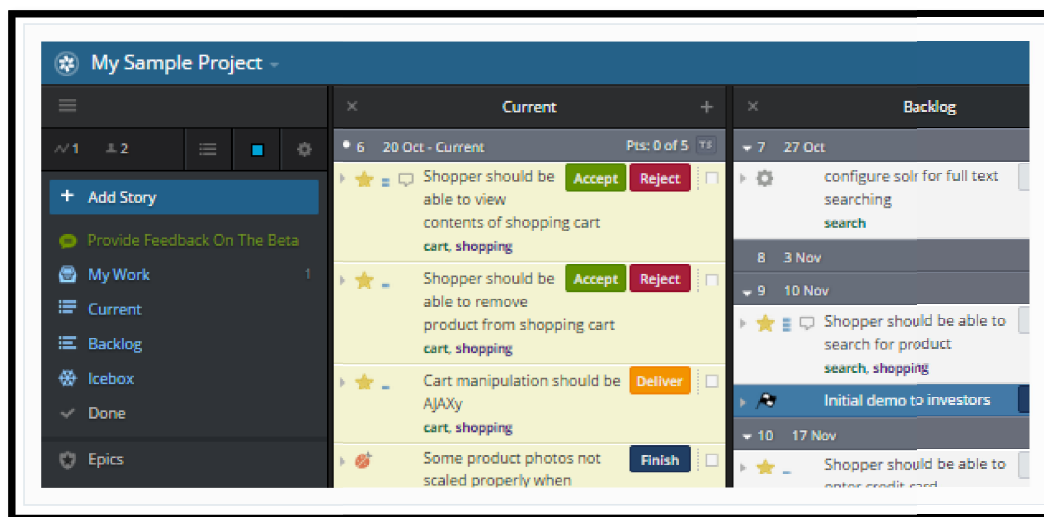 My Sample Project
1
2
Add Story
Provide Feedback On The Beta
My Work 1
Current
Backlog
Icebox
Done
Epics
Current
6 20 Oct - Current Pts: 0 of 5 TS
Shopper should be Accept Reject
able to view
contents of shopping cart
cart, shopping
Shopper should be Accept Reject
able to remove
product from shopping cart
cart, shopping
Cart manipulation should be Deliver
AJAXy
cart, shopping
Some product photos not Finish
scaled properly when
Backlog
7 27 Oct
configure solr for full text
searching
search
8 3 Nov
9 10 Nov
Shopper should be able to
search for product
search, shopping
Initial demo to investors
10 17 Nov
Shopper should be able to
enter credit card